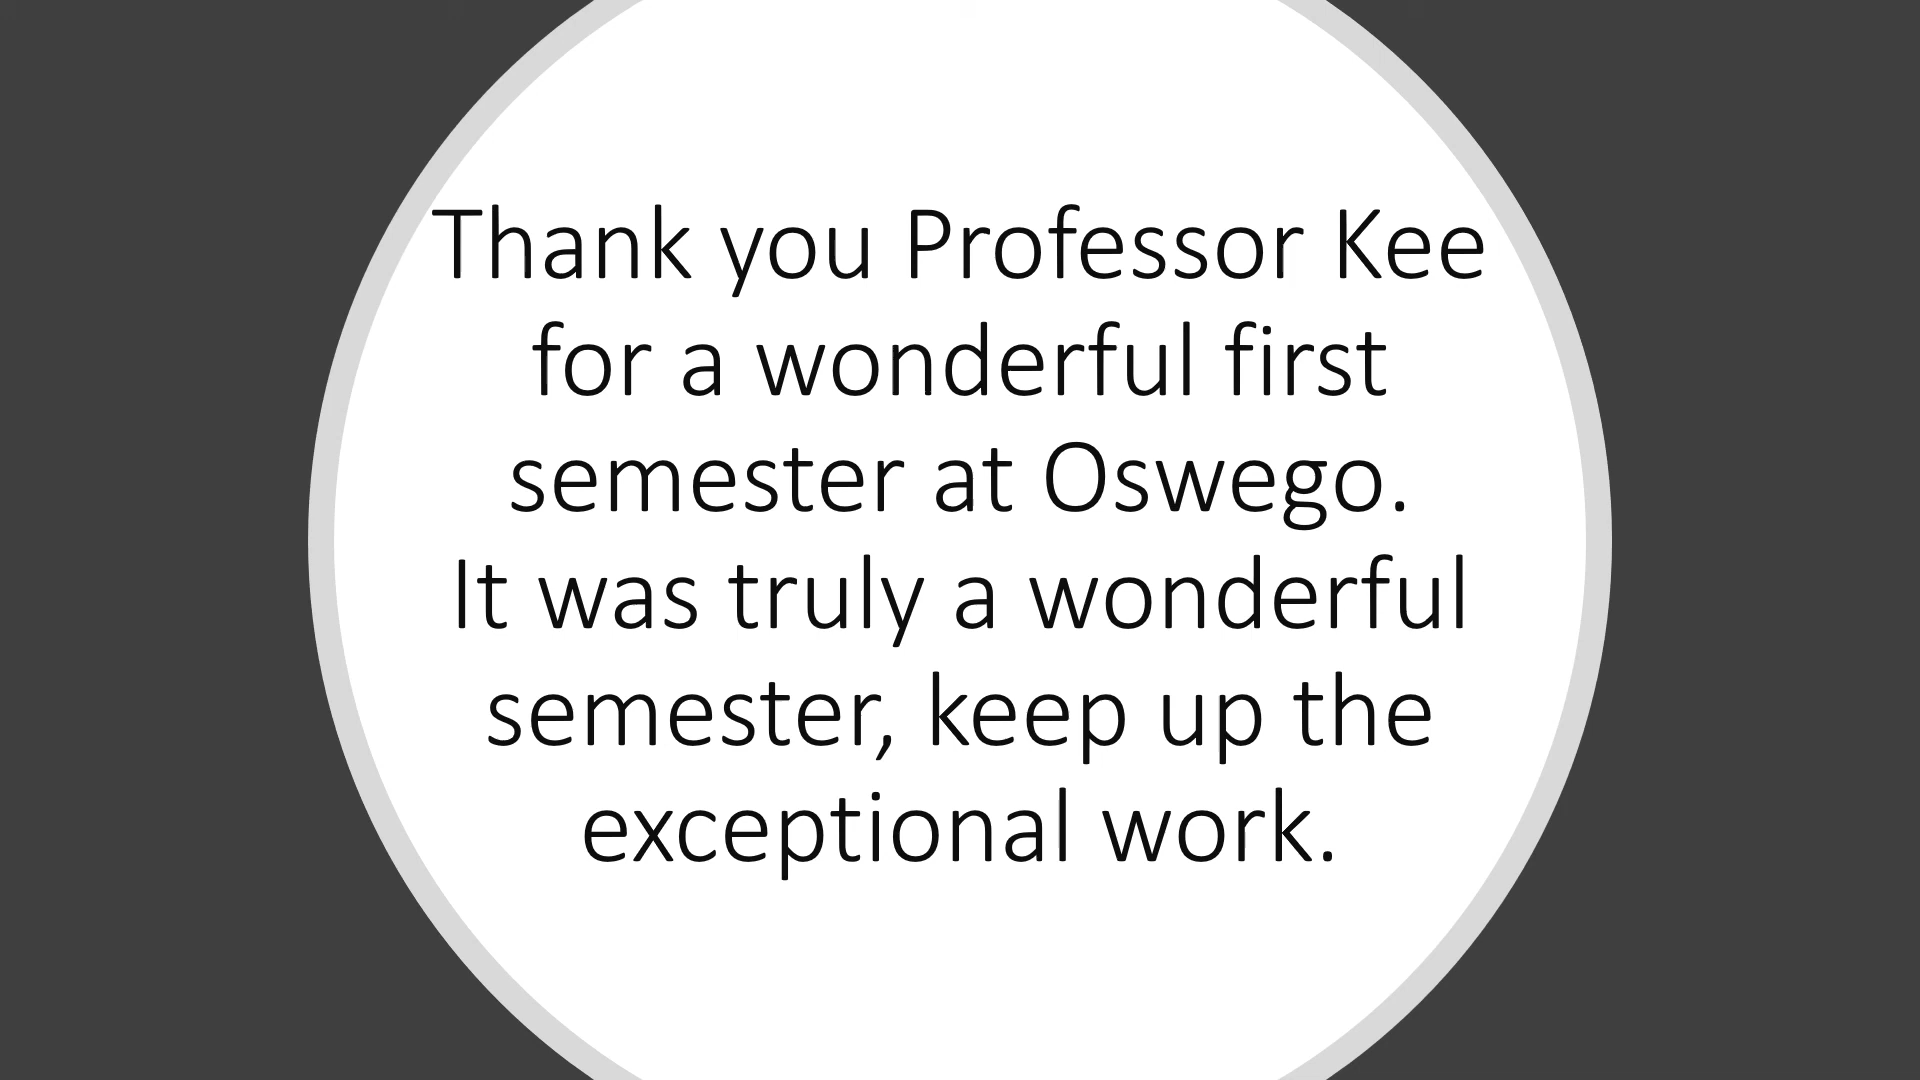 Thank you Professor Kee
for a wonderful first
semester at Oswego.
It was truly a wonderful
semester, keep up the
exceptional work.